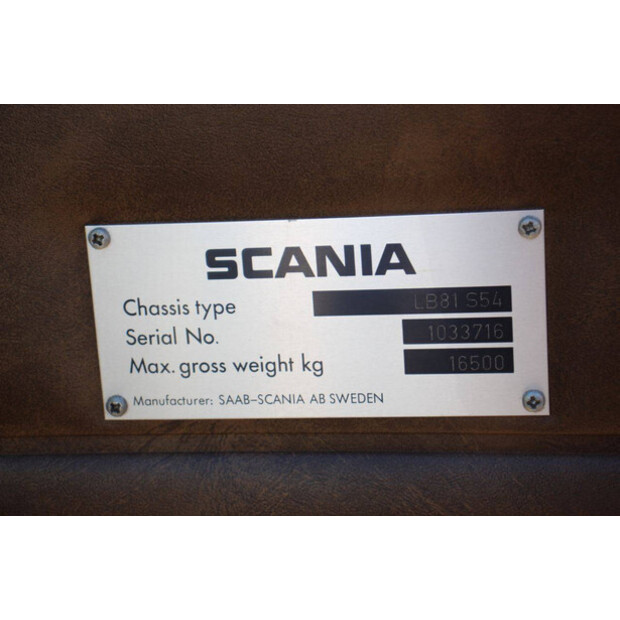 SCANIA
Chassis type LB81 S54
Serial No. 1033716
Max. gross weight kg 16500
Manufacturer: SAAB-SCANIA AB SWEDEN